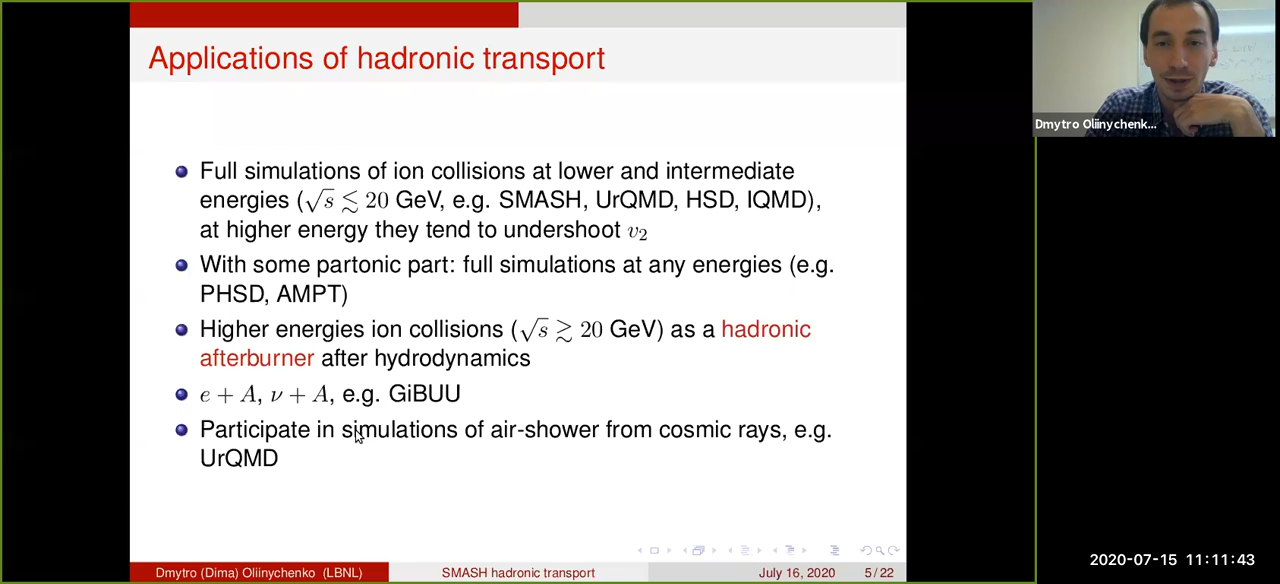 Applications of hadronic transport
Full simulations of ion collisions at lower and intermediate
energies (√s ≲ 20 GeV, e.g. SMASH, UrQMD, HSD, IQMD),
at higher energy they tend to undershoot v₂
With some partonic part: full simulations at any energies (e.g.
PHSD, AMPT)
Higher energies ion collisions (√s ≳ 20 GeV) as a hadronic
afterburner after hydrodynamics
e + A, ν + A, e.g. GiBUU
Participate in simulations of air-shower from cosmic rays, e.g.
UrQMD
Dmytro (Dima) Oliinychenko (LBNL)
SMASH hadronic transport
July 16, 2020
5 / 22
Dmytro Oliinychenk...
2020-07-15 11:11:43